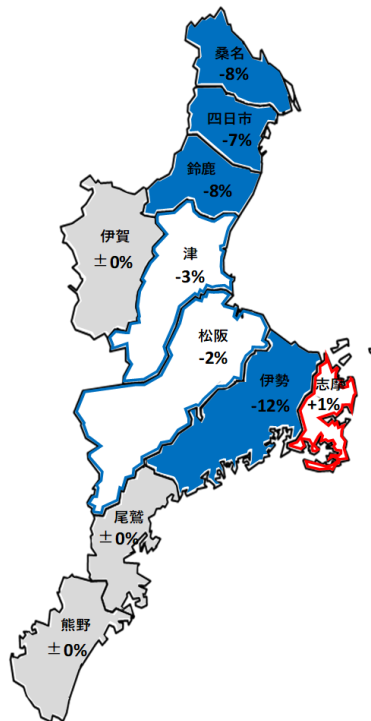 桑名
-8%
四日市
-7%
鈴鹿
-8%
伊賀
±0%
津
-3%
松阪
-2%
伊勢
-12%
志摩
+1%
尾鷲
±0%
熊野
±0%